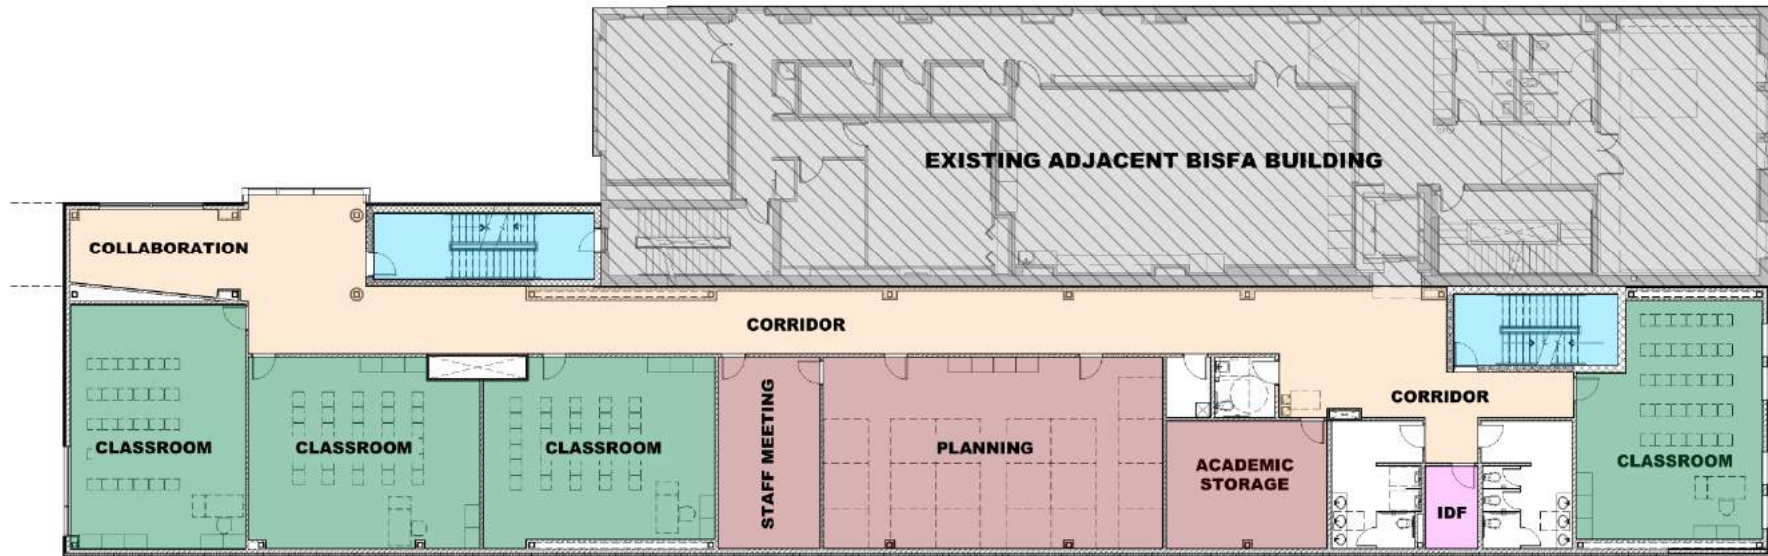 EXISTING ADJACENT BISFA BUILDING
COLLABORATION
CORRIDOR
CORRIDOR
CLASSROOM
CLASSROOM
CLASSROOM
STAFF MEETING
PLANNING
ACADEMIC
STORAGE
IDF
CLASSROOM